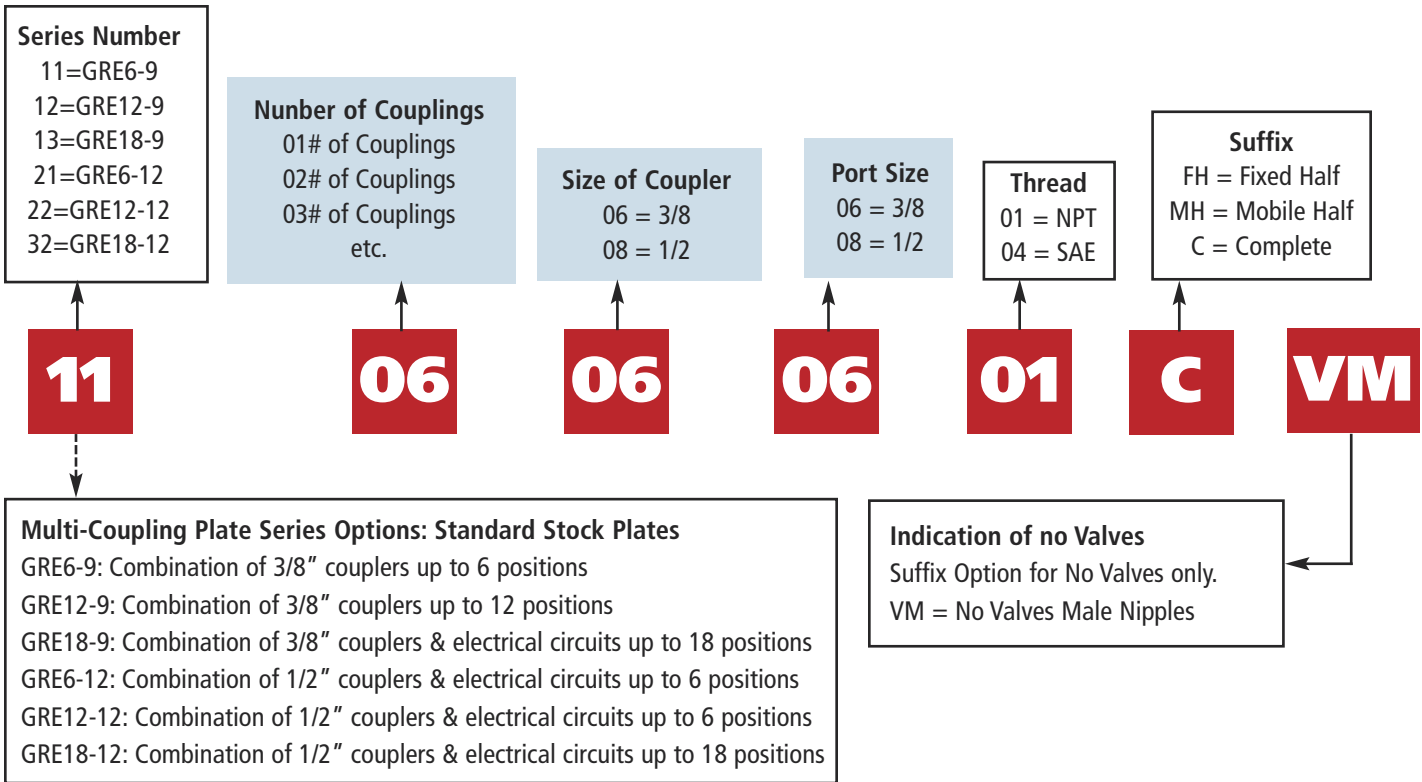 Series Number
11=GRE6-9
12=GRE12-9
13=GRE18-9
21=GRE6-12
22=GRE12-12
32=GRE18-12
Nunber of Couplings
01# of Couplings
02# of Couplings
03# of Couplings
etc.
Size of Coupler
06 = 3/8
08 = 1/2
Port Size
06 = 3/8
08 = 1/2
Thread
01 = NPT
04 = SAE
Suffix
FH = Fixed Half
MH = Mobile Half
C = Complete
11
06
06
06
01
C
VM
Multi-Coupling Plate Series Options: Standard Stock Plates
GRE6-9: Combination of 3/8″ couplers up to 6 positions
GRE12-9: Combination of 3/8″ couplers up to 12 positions
GRE18-9: Combination of 3/8″ couplers & electrical circuits up to 18 positions
GRE6-12: Combination of 1/2″ couplers & electrical circuits up to 6 positions
GRE12-12: Combination of 1/2″ couplers & electrical circuits up to 6 positions
GRE18-12: Combination of 1/2″ couplers & electrical circuits up to 18 positions
Indication of no Valves
Suffix Option for No Valves only.
VM = No Valves Male Nipples